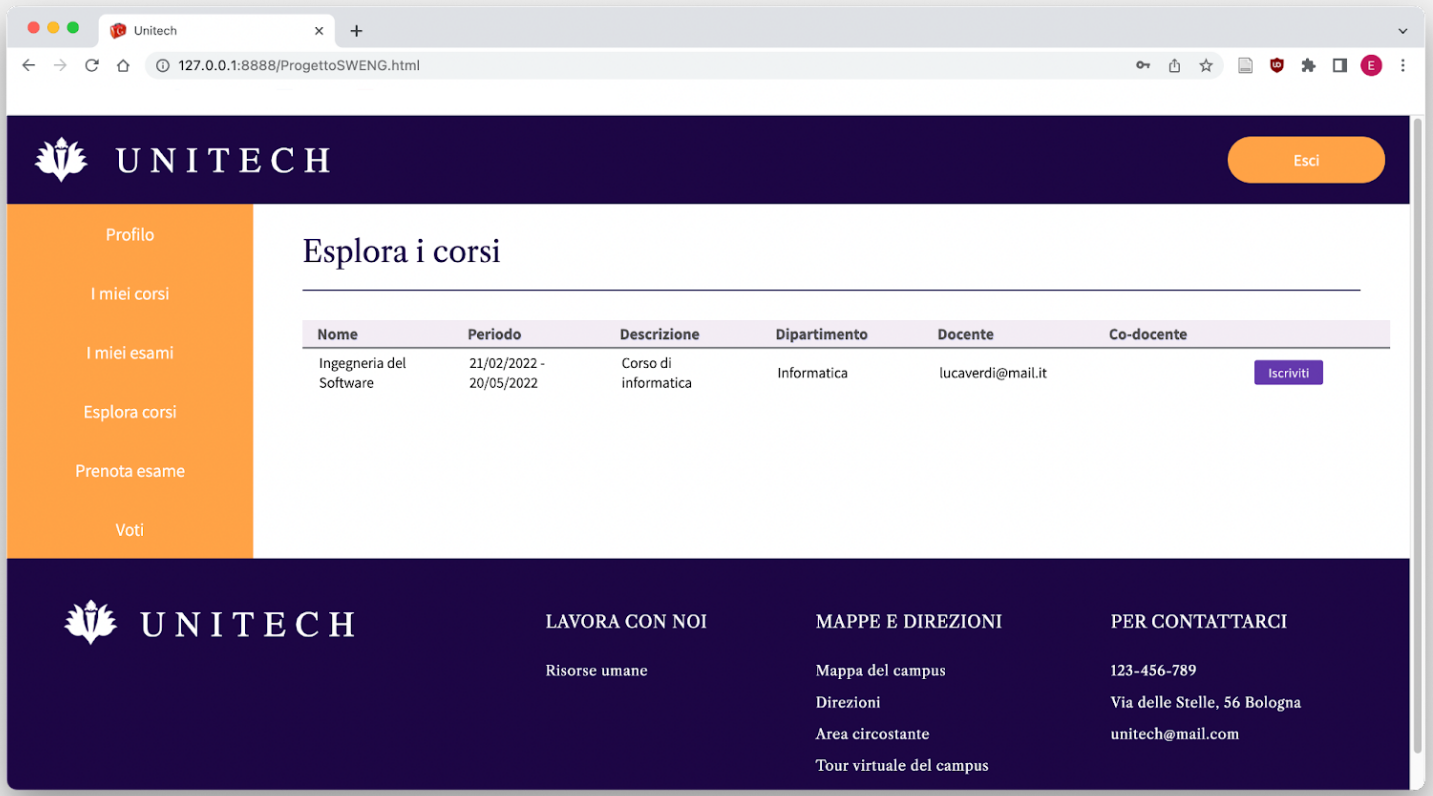 Unitech
127.0.0.1:8888/ProgettoSWENG.html
E
UNITECH
Esci
Profilo
I miei corsi
I miei esami
Esplora corsi
Prenota esame
Voti
Esplora i corsi
Nome Periodo Descrizione Dipartimento Docente Co-docente
Ingegneria del Software 21/02/2022 - 20/05/2022 Corso di informatica Informatica lucaverdi@mail.it Iscriviti
UNITECH
LAVORA CON NOI
Risorse umane
MAPPE E DIREZIONI
Mappa del campus
Direzioni
Area circostante
Tour virtuale del campus
PER CONTATTARCI
123-456-789
Via delle Stelle, 56 Bologna
unitech@mail.com